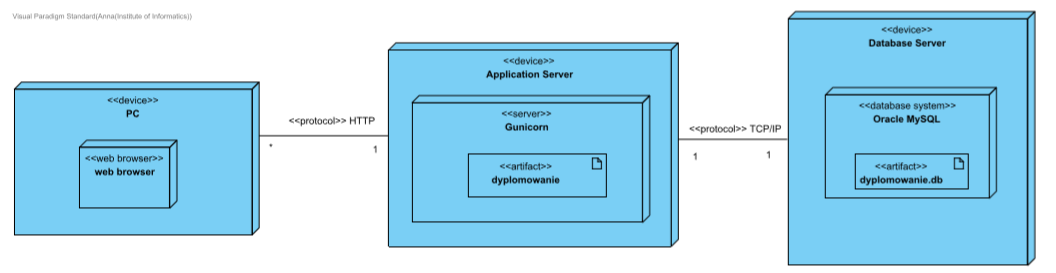 Visual Paradigm Standard(Anna(Institute of Informatics))
<<device>>
PC
<<web browser>>
web browser
<<protocol>> HTTP
*
1
<<device>>
Application Server
<<server>>
Gunicorn
<<artifact>>
dyplomowanie
<<protocol>> TCP/IP
1
1
<<device>>
Database Server
<<database system>>
Oracle MySQL
<<artifact>>
dyplomowanie.db